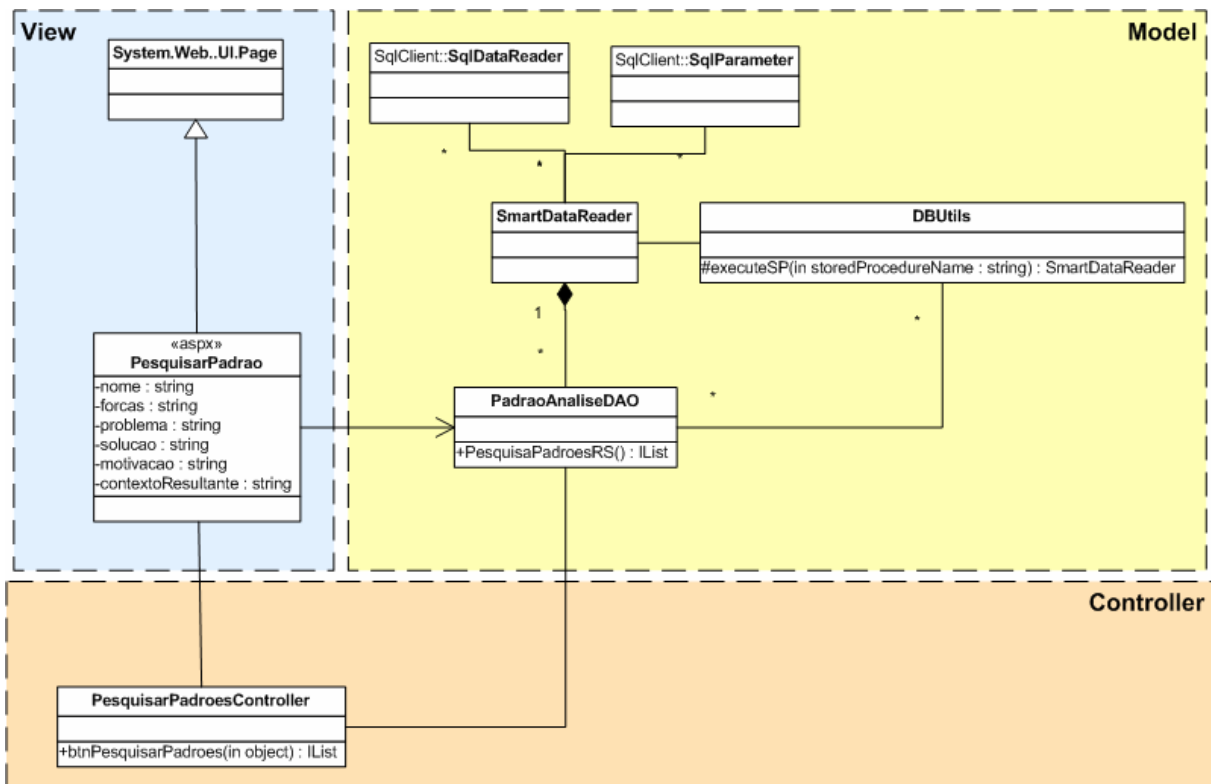 View
System.Web..UI.Page
«aspx»
PesquisarPadrao
-nome : string
-forcas : string
-problema : string
-solucao : string
-motivacao : string
-contextoResultante : string
Model
SqlClient::SqlDataReader
SqlClient::SqlParameter
*
*
*
SmartDataReader
DBUtils
#executeSP(in storedProcedureName : string) : SmartDataReader
1
*
*
*
PadraoAnaliseDAO
+PesquisaPadroesRS() : IList
Controller
PesquisarPadroesController
+btnPesquisarPadroes(in object) : IList